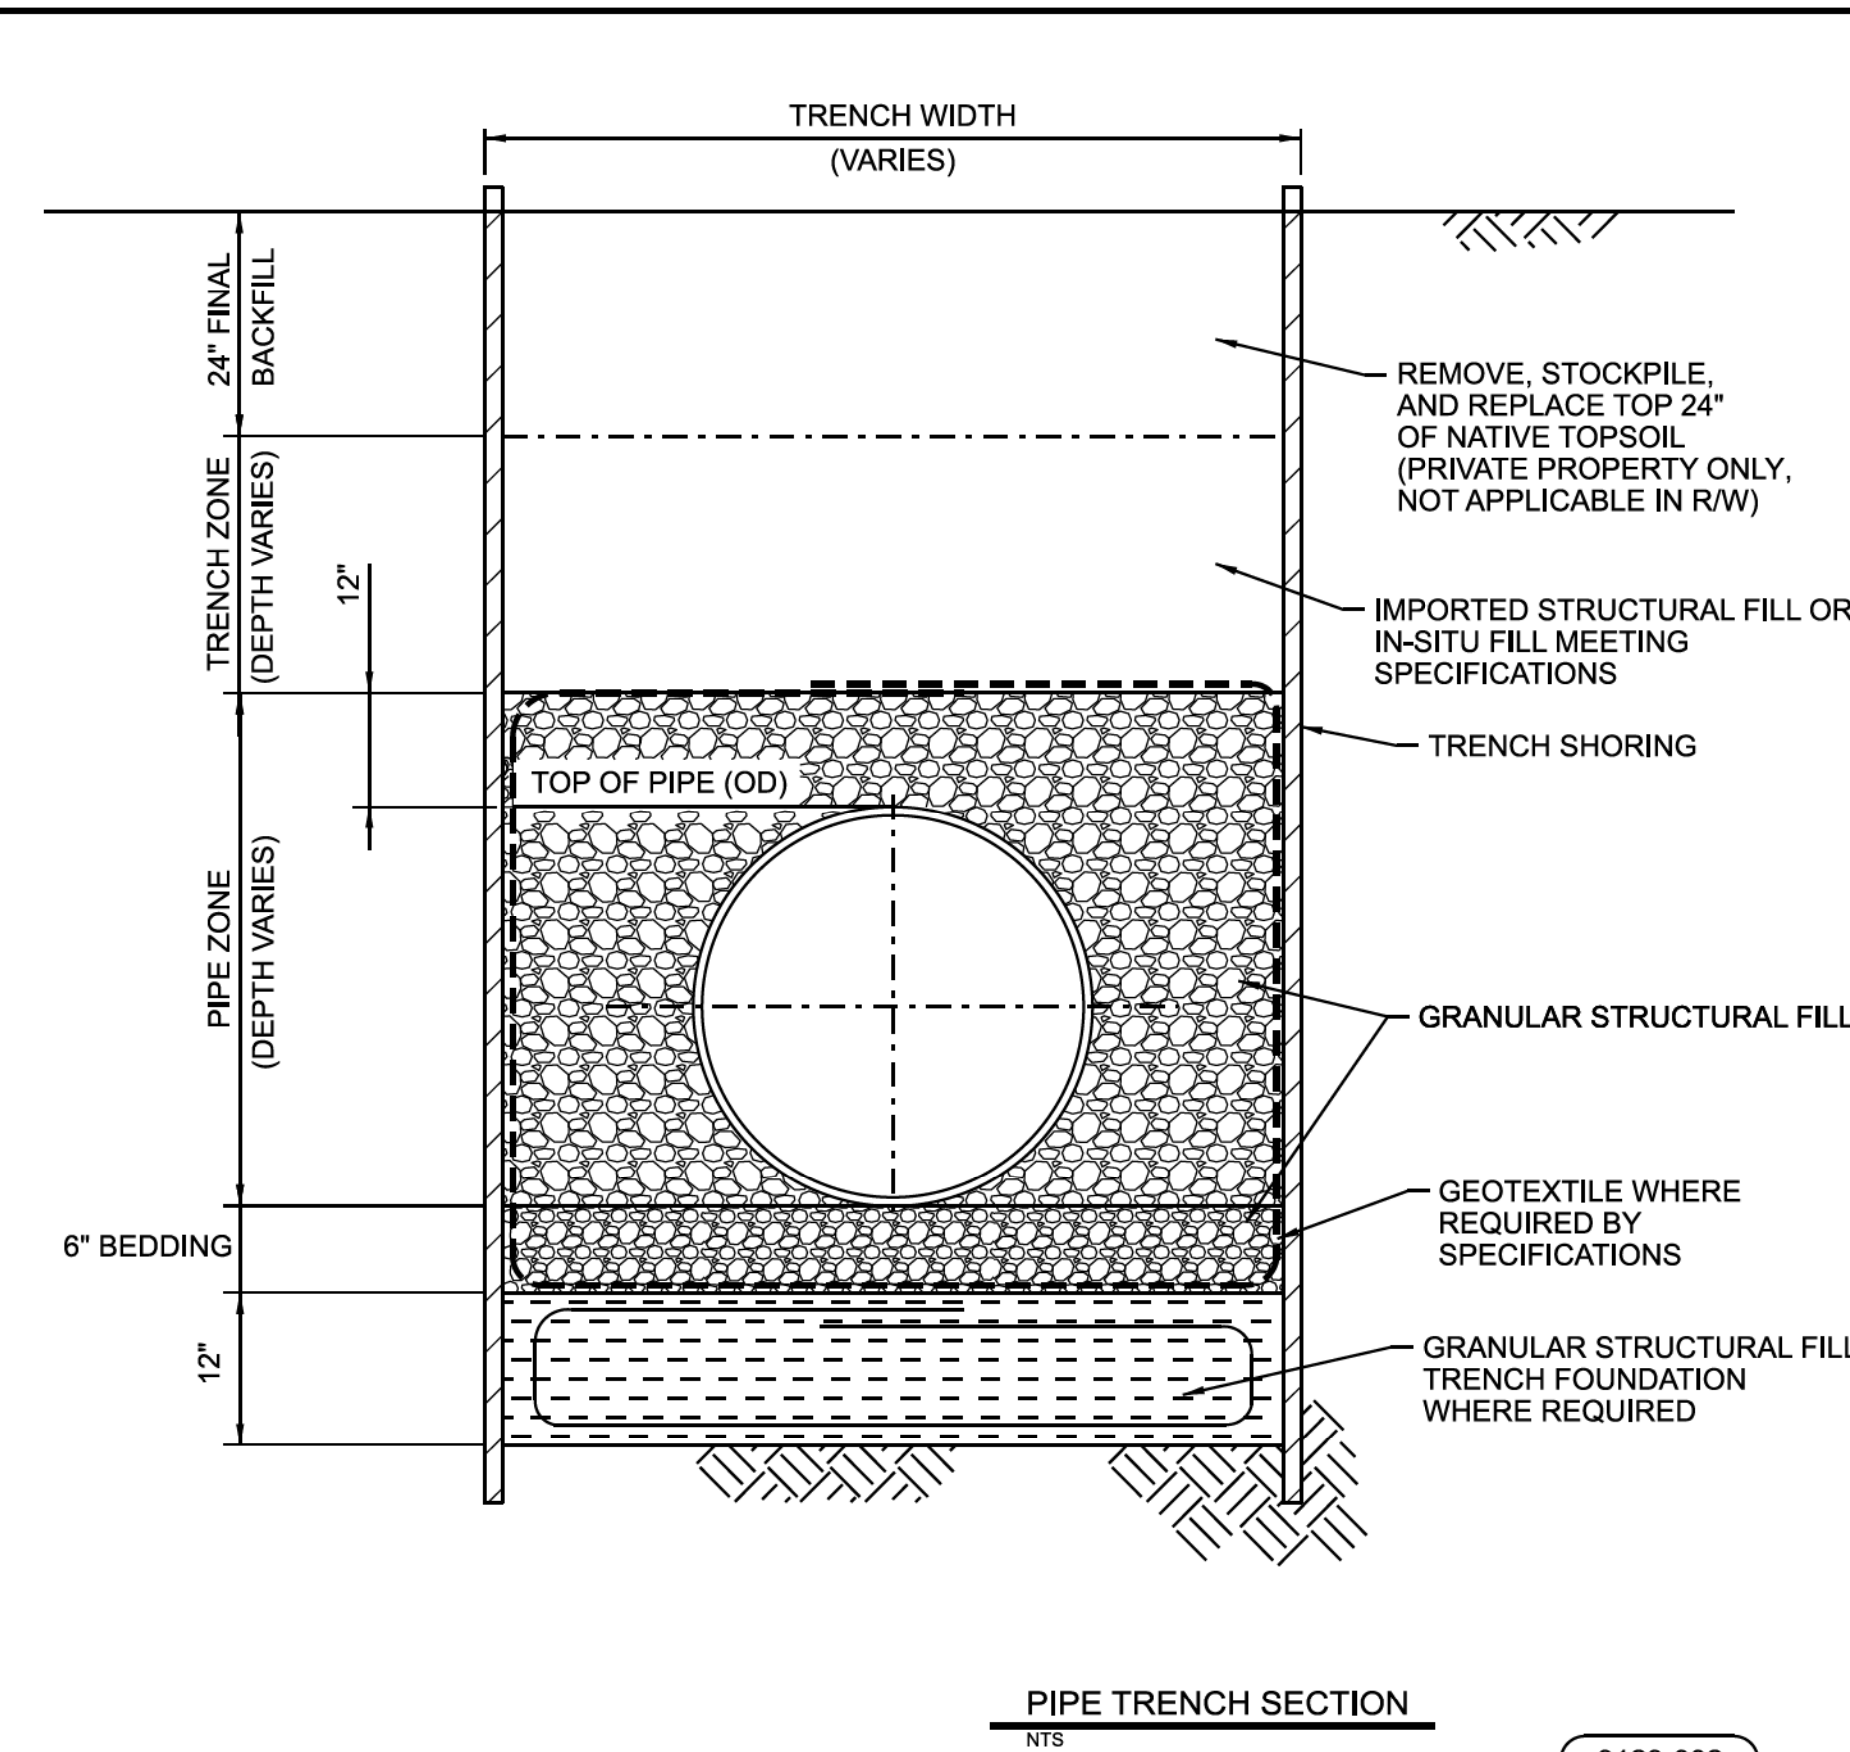 TRENCH WIDTH
(VARIES)
24" FINAL
BACKFILL
REMOVE, STOCKPILE,
AND REPLACE TOP 24"
OF NATIVE TOPSOIL
(PRIVATE PROPERTY ONLY,
NOT APPLICABLE IN R/W)
TRENCH ZONE
(DEPTH VARIES)
12"
IMPORTED STRUCTURAL FILL OR
IN-SITU FILL MEETING
SPECIFICATIONS
TRENCH SHORING
TOP OF PIPE (OD)
PIPE ZONE
(DEPTH VARIES)
GRANULAR STRUCTURAL FILL
GEOTEXTILE WHERE
REQUIRED BY
SPECIFICATIONS
6" BEDDING
12"
GRANULAR STRUCTURAL FILL
TRENCH FOUNDATION
WHERE REQUIRED
PIPE TRENCH SECTION
NTS